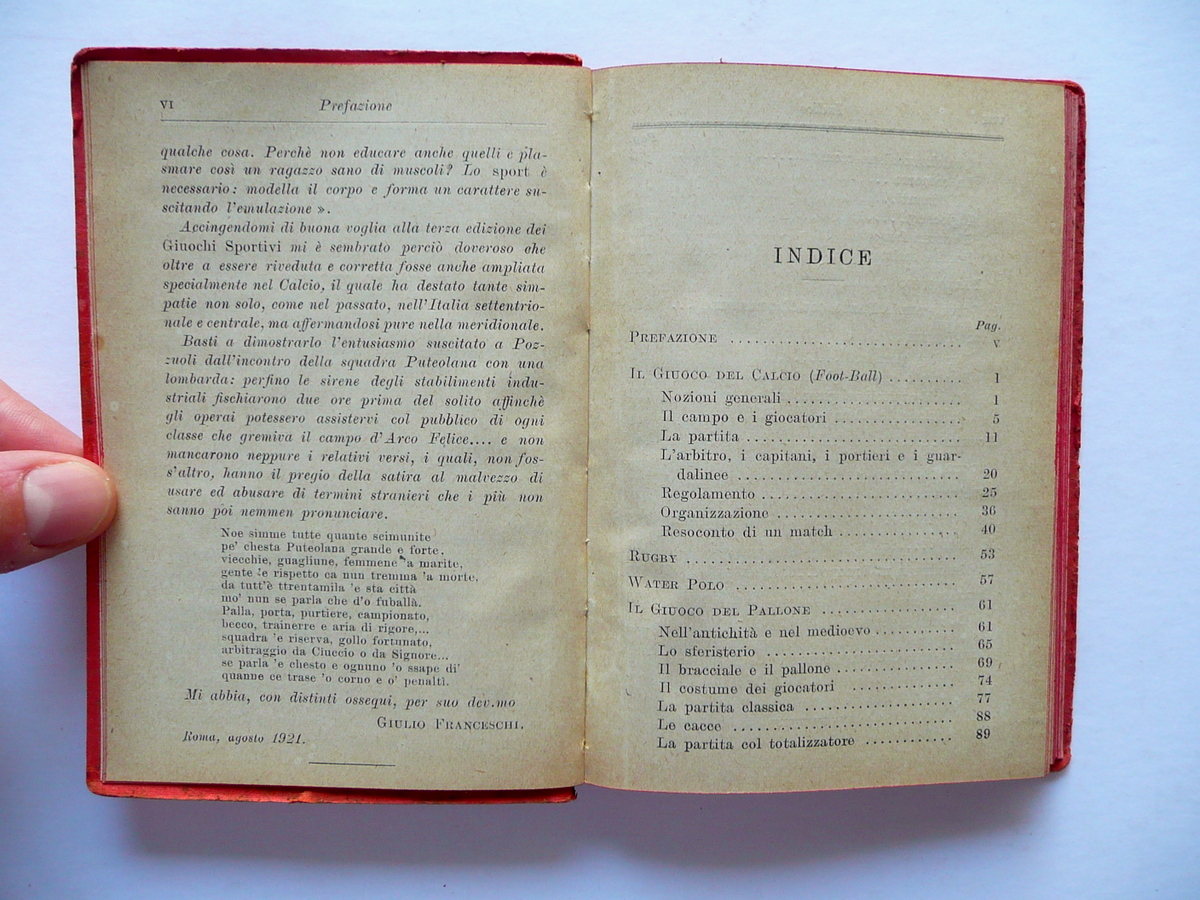 VI Prefazione
qualche cosa. Perchè non educare anche quelli e pla-
smare così un ragazzo sano di muscoli? Lo sport è
necessario: modella il corpo e forma un carattere su-
scitando l'emulazione ».
Accingendomi di buona voglia alla terza edizione dei
Giuochi Sportivi mi è sembrato perciò doveroso che
oltre a essere riveduta e corretta fosse anche ampliata
specialmente nel Calcio, il quale ha destato tante sim-
patie non solo, come nel passato, nell'Italia settentrio-
nale e centrale, ma affermandosi pure nella meridionale.
Basti a dimostrarlo l'entusiasmo suscitato a Poz-
zuoli dall'incontro della squadra Puteolana con una
lombarda: perfino le sirene degli stabilimenti indu-
striali fischiarono due ore prima del solito affinchè
gli operai potessero assistervi col pubblico di ogni
classe che gremiva il campo d'Arco Felice.... e non
mancarono neppure i relativi versi, i quali, non fos-
s'altro, hanno il pregio della satira al malvezzo di
usare ed abusare di termini stranieri che i più non
sanno poi nemmen pronunciare.
Noe simme tutte quante scimunite
pe' chesta Puteolana grande e forte.
viecchie, guagliune, femmene 'a marite,
gente 'e rispetto ca nun tremma 'a morte,
da tutt'è ttrentamila 'e sta città
mo' nun se parla che d'o fuballà.
Palla, porta, purtiere, campionato,
becco, trainerre e aria di rigore,...
squadra 'e riserva, gollo fortunato,
arbitraggio da Ciuccio o da Signore...
se parla 'e chesto e ognuno 'o ssape di'
quanne ce trase 'o corno e o' penalti.
Mi abbia, con distinti ossequi, per suo dev.mo
GIULIO FRANCESCHI.
Roma, agosto 1921.
INDICE
Pag.
PREFAZIONE .......................... V
IL GIUOCO DEL CALCIO (Foot-Ball) .......... 1
Nozioni generali ....................... 1
Il campo e i giocatori .................. 5
La partita ............................ 11
L'arbitro, i capitani, i portieri e i guar-
dalinee ............................ 20
Regolamento ......................... 25
Organizzazione ....................... 36
Resoconto di un match ................ 40
RUGBY ............................... 53
WATER POLO .......................... 57
IL GIUOCO DEL PALLONE ................ 61
Nell'antichità e nel medioevo ........... 61
Lo sferisterio ......................... 65
Il bracciale e il pallone ................ 69
Il costume dei giocatori ............... 74
La partita classica ..................... 77
Le cacce ............................. 88
La partita col totalizzatore ............ 89